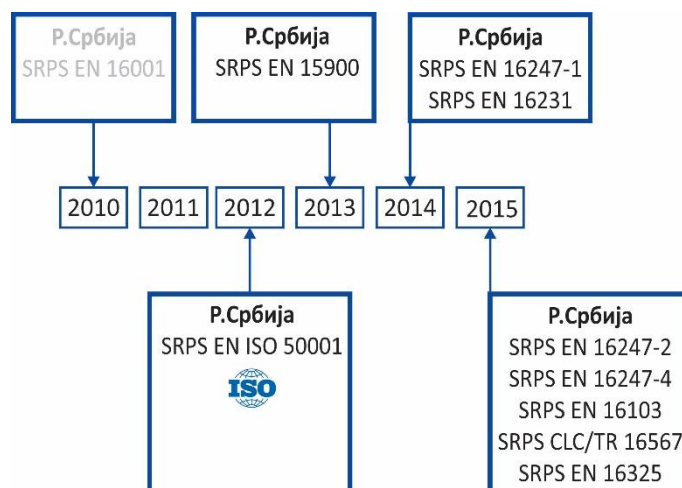 Р.Србија
SRPS EN 16001
Р.Србија
SRPS EN 15900
Р.Србија
SRPS EN 16247-1
SRPS EN 16231
2010
2011
2012
2013
2014
2015
Р.Србија
SRPS EN ISO 50001
ISO
Р.Србија
SRPS EN 16247-2
SRPS EN 16247-4
SRPS EN 16103
SRPS CLC/TR 16567
SRPS EN 16325